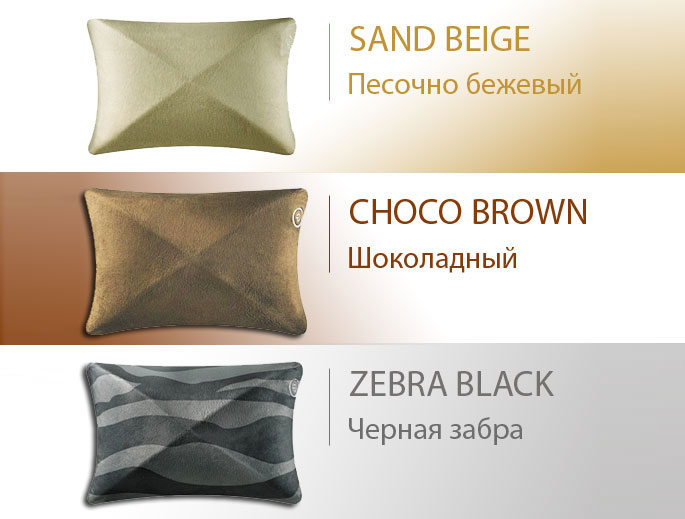 SAND BEIGE
Песочно бежевый
CHOCO BROWN
Шоколадный
ZEBRA BLACK
Черная забра